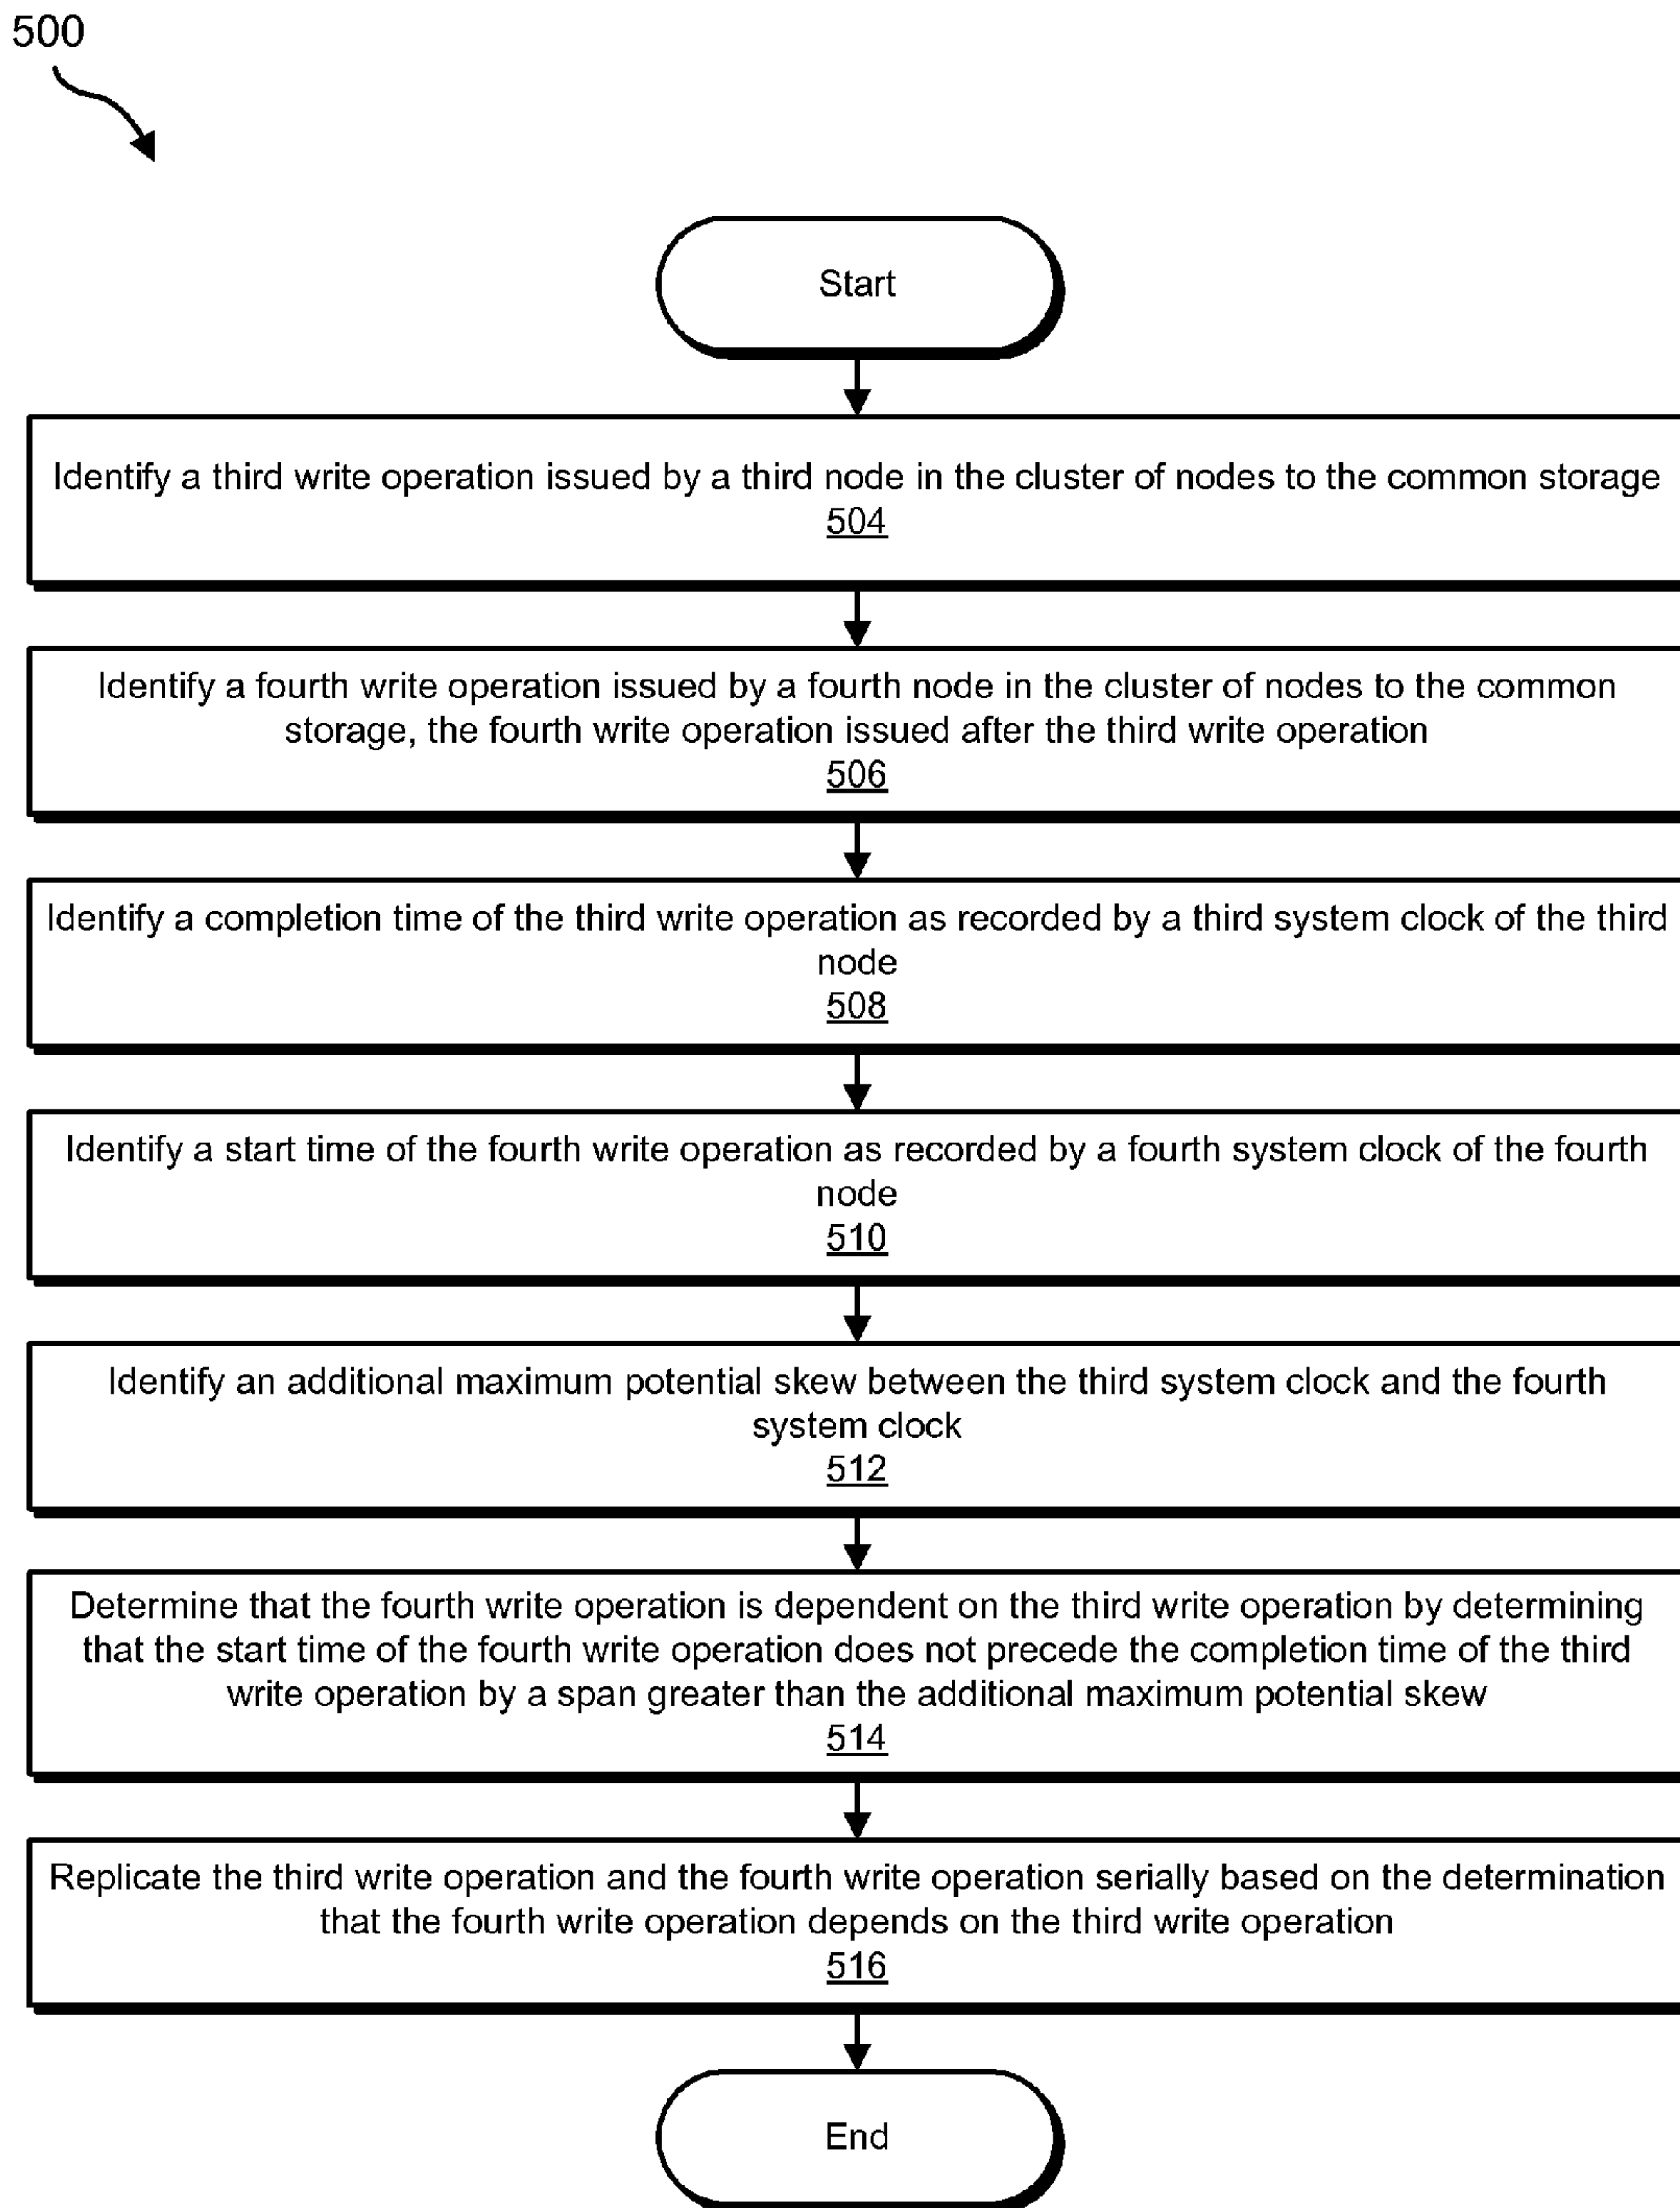 500
Start
Identify a third write operation issued by a third node in the cluster of nodes to the common storage
504
Identify a fourth write operation issued by a fourth node in the cluster of nodes to the common
storage, the fourth write operation issued after the third write operation
506
Identify a completion time of the third write operation as recorded by a third system clock of the third
node
508
Identify a start time of the fourth write operation as recorded by a fourth system clock of the fourth
node
510
Identify an additional maximum potential skew between the third system clock and the fourth
system clock
512
Determine that the fourth write operation is dependent on the third write operation by determining
that the start time of the fourth write operation does not precede the completion time of the third
write operation by a span greater than the additional maximum potential skew
514
Replicate the third write operation and the fourth write operation serially based on the determination
that the fourth write operation depends on the third write operation
516
End